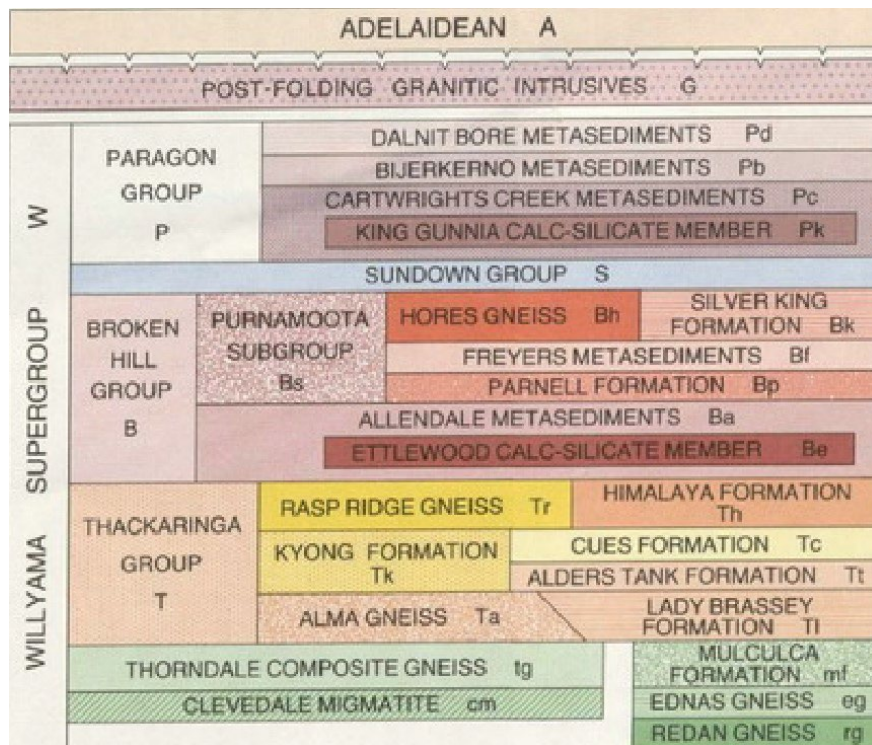 ADELAIDEAN A
POST-FOLDING GRANITIC INTRUSIVES G
WILLYAMA SUPERGROUP W
PARAGON
GROUP
P
DALNIT BORE METASEDIMENTS Pd
BIJERKERNO METASEDIMENTS Pb
CARTWRIGHTS CREEK METASEDIMENTS Pc
KING GUNNIA CALC-SILICATE MEMBER Pk
SUNDOWN GROUP S
BROKEN
HILL
GROUP
B
PURNAMOOTA
SUBGROUP
Bs
HORES GNEISS Bh
SILVER KING
FORMATION Bk
FREYERS METASEDIMENTS Bf
PARNELL FORMATION Bp
ALLENDALE METASEDIMENTS Ba
ETTLEWOOD CALC-SILICATE MEMBER Be
THACKARINGA
GROUP
T
RASP RIDGE GNEISS Tr
HIMALAYA FORMATION
Th
KYONG FORMATION
Tk
CUES FORMATION Tc
ALDERS TANK FORMATION Tt
ALMA GNEISS Ta
LADY BRASSEY
FORMATION Tl
THORNDALE COMPOSITE GNEISS tg
CLEVEDALE MIGMATITE cm
MULCULCA
FORMATION mf
EDNAS GNEISS eg
REDAN GNEISS rg